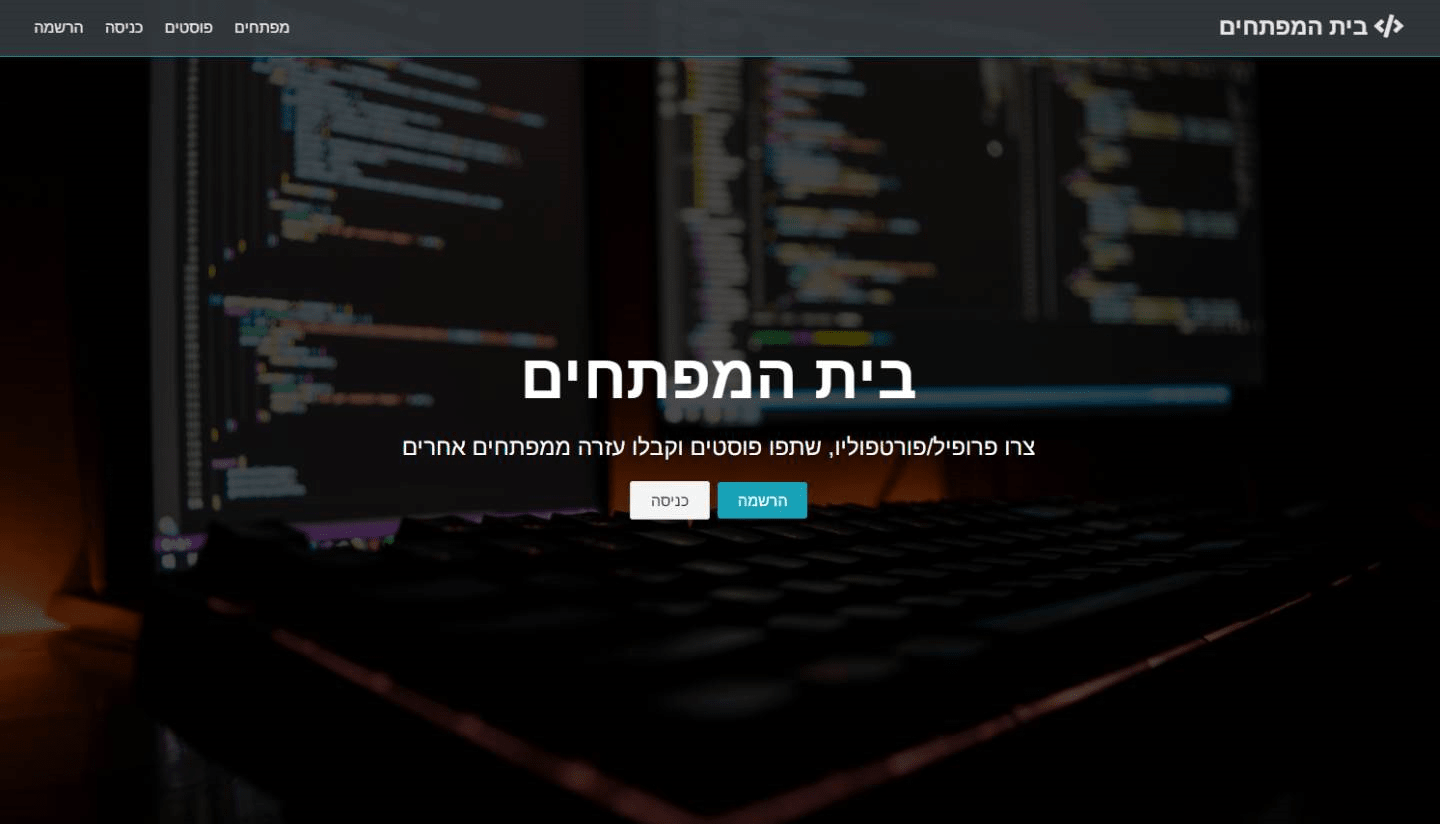 </> בית המפתחים
מפתחים פוסטים כניסה הרשמה
בית המפתחים
צרו פרופיל/פורטפוליו, שתפו פוסטים וקבלו עזרה ממפתחים אחרים
הרשמה כניסה